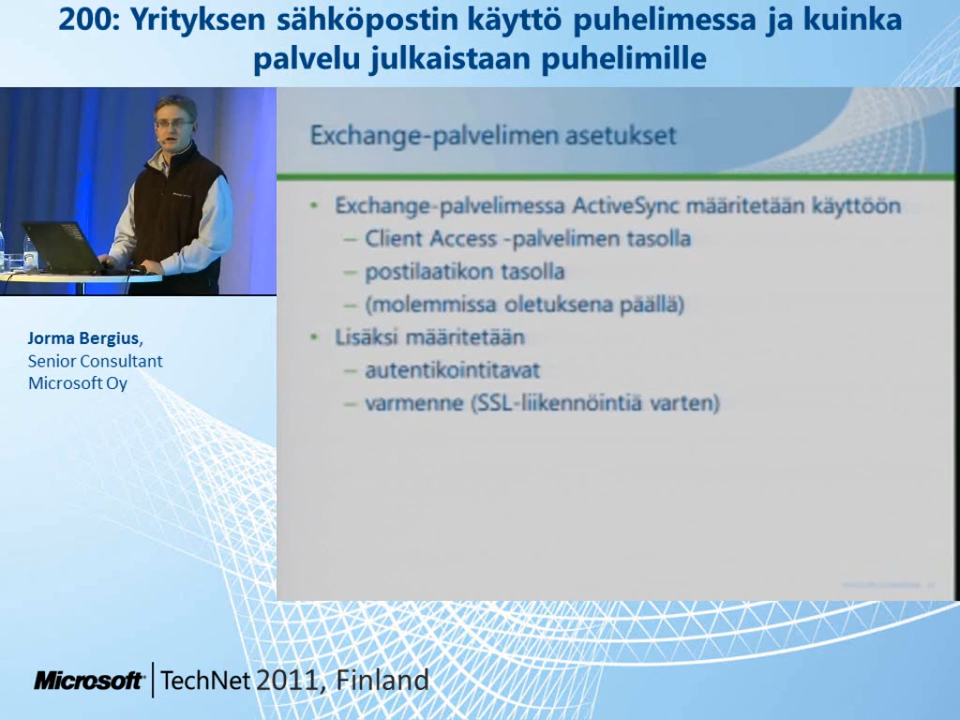 200: Yrityksen sähköpostin käyttö puhelimessa ja kuinka
palvelu julkaistaan puhelimille
Exchange-palvelimen asetukset
• Exchange-palvelimessa ActiveSync määritetään käyttöön
– Client Access -palvelimen tasolla
– postilaatikon tasolla
– (molemmissa oletuksena päällä)
• Lisäksi määritetään
– autentikointitavat
– varmenne (SSL-liikennöintiä varten)
Jorma Bergius,
Senior Consultant
Microsoft Oy
Microsoft | TechNet 2011, Finland